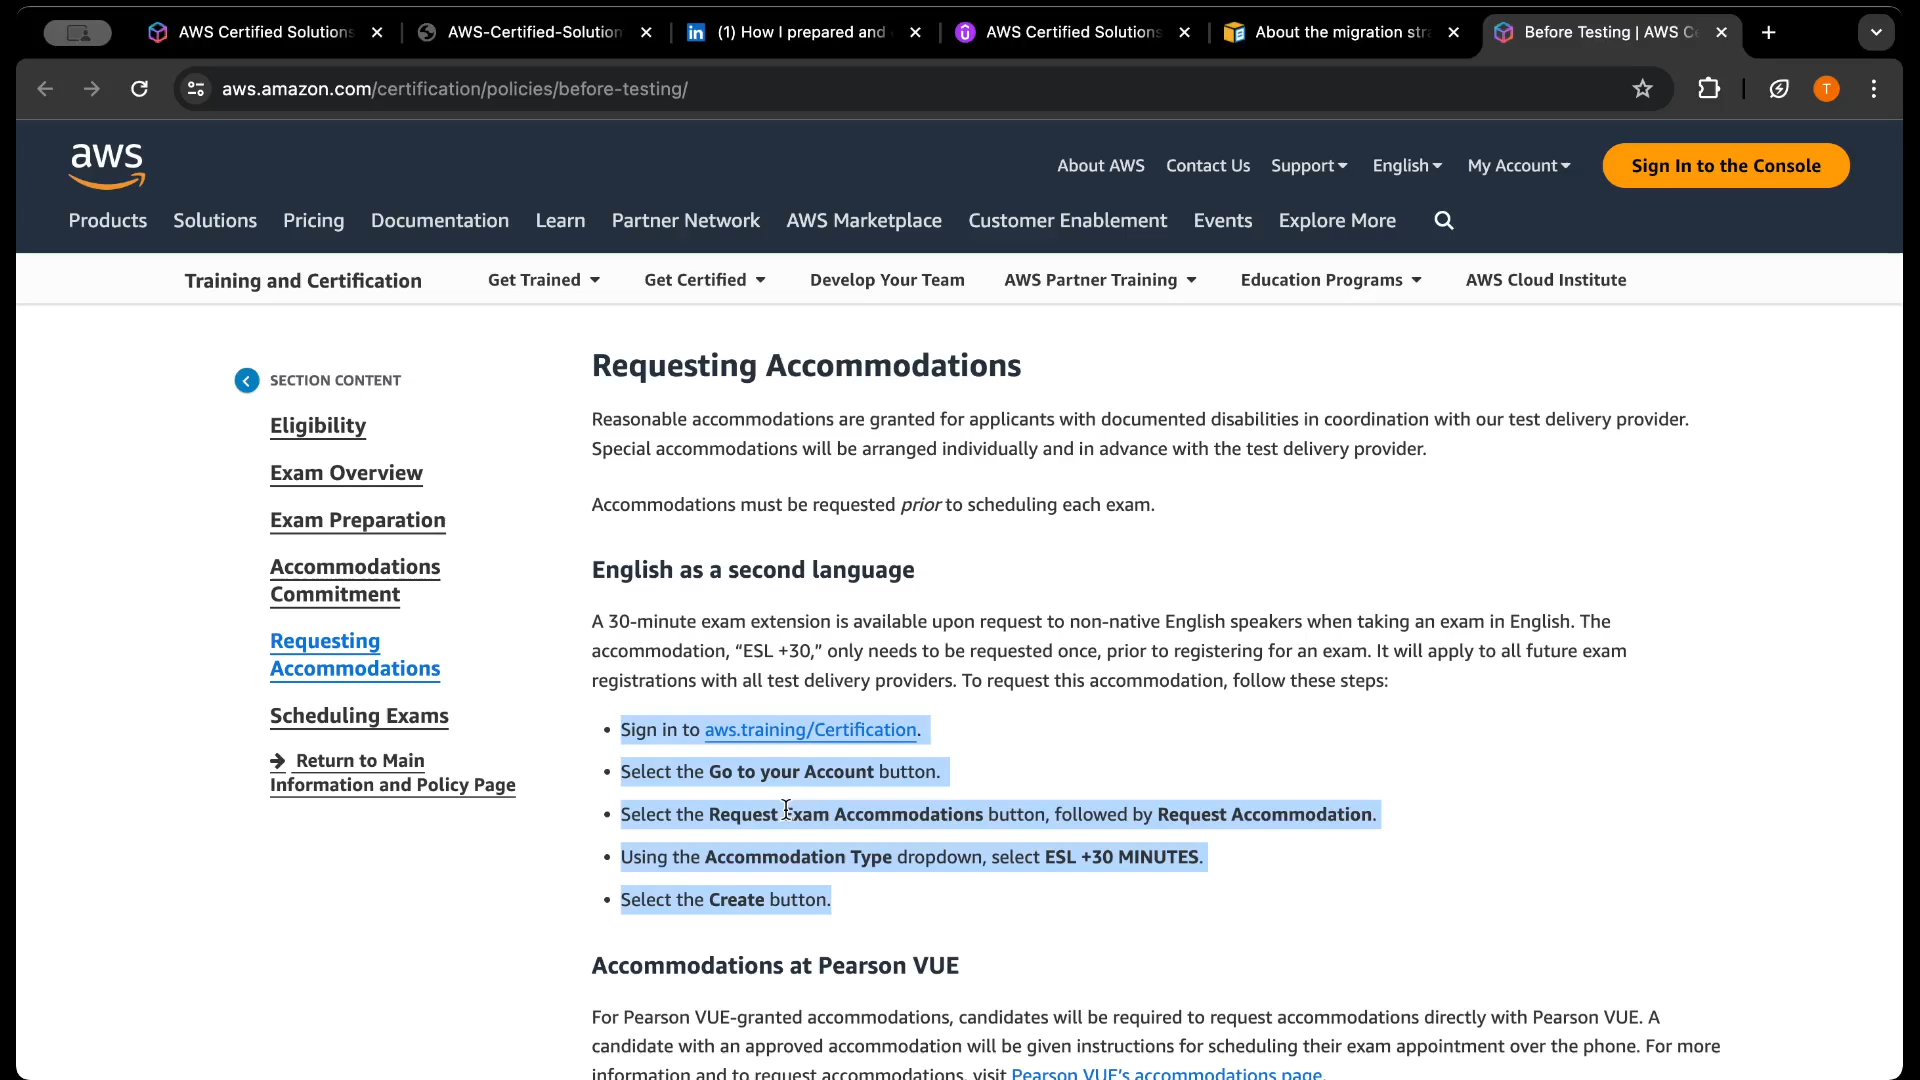 AWS Certified Solutions
AWS-Certified-Solution
(1) How I prepared and
AWS Certified Solutions
About the migration stra
Before Testing | AWS Ce
aws.amazon.com/certification/policies/before-testing/
T
aws
About AWS
Contact Us
Support
English
My Account
Sign In to the Console
Products
Solutions
Pricing
Documentation
Learn
Partner Network
AWS Marketplace
Customer Enablement
Events
Explore More
Training and Certification
Get Trained
Get Certified
Develop Your Team
AWS Partner Training
Education Programs
AWS Cloud Institute
SECTION CONTENT
Eligibility
Exam Overview
Exam Preparation
Accommodations
Commitment
Requesting
Accommodations
Scheduling Exams
Return to Main
Information and Policy Page
Requesting Accommodations
Reasonable accommodations are granted for applicants with documented disabilities in coordination with our test delivery provider.
Special accommodations will be arranged individually and in advance with the test delivery provider.
Accommodations must be requested prior to scheduling each exam.
English as a second language
A 30-minute exam extension is available upon request to non-native English speakers when taking an exam in English. The
accommodation, “ESL +30,” only needs to be requested once, prior to registering for an exam. It will apply to all future exam
registrations with all test delivery providers. To request this accommodation, follow these steps:
• Sign in to aws.training/Certification.
• Select the Go to your Account button.
• Select the Request Exam Accommodations button, followed by Request Accommodation.
• Using the Accommodation Type dropdown, select ESL +30 MINUTES.
• Select the Create button.
Accommodations at Pearson VUE
For Pearson VUE-granted accommodations, candidates will be required to request accommodations directly with Pearson VUE. A
candidate with an approved accommodation will be given instructions for scheduling their exam appointment over the phone. For more
information and to request accommodations, visit Pearson VUE’s accommodations page.